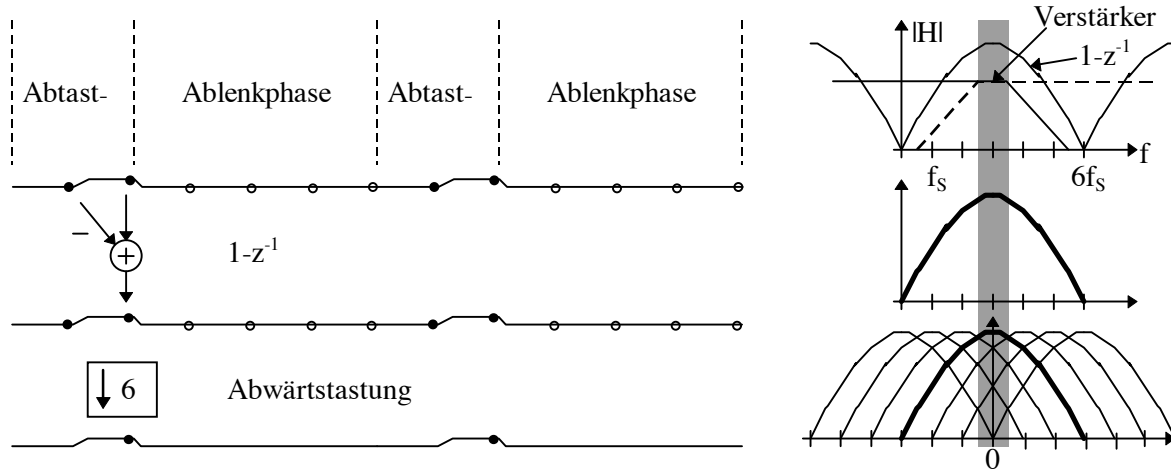 Abtast-
Ablenkphase
Abtast-
Ablenkphase
−
+
1-z⁻¹
6
Abwärtstastung
Verstärker
|H|
1-z⁻¹
f
f_S
6f_S
0